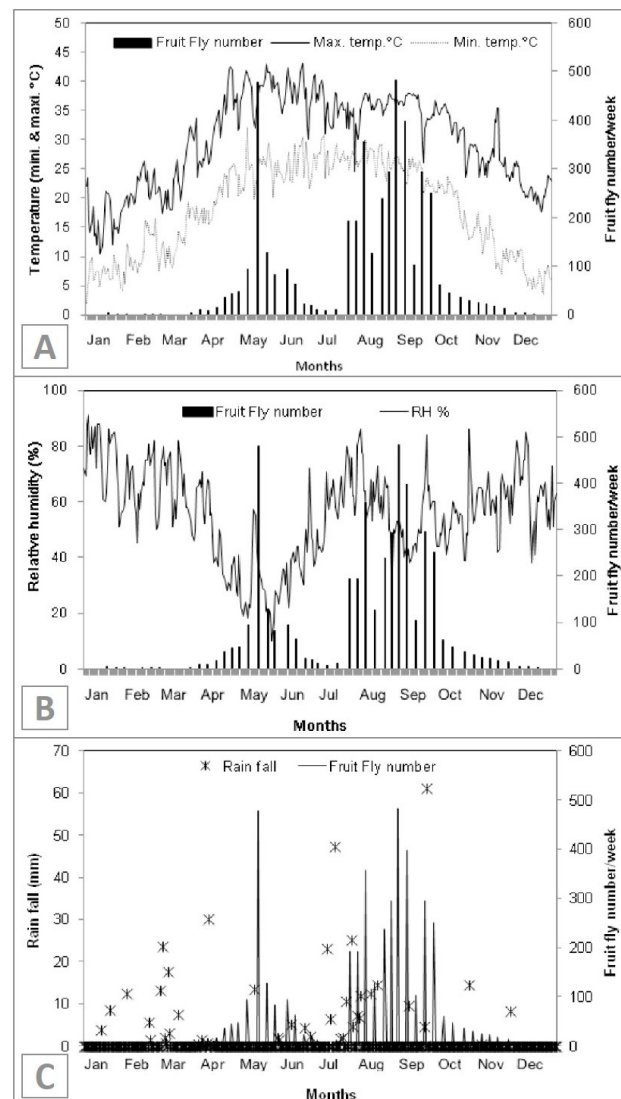 Fruit Fly number Max. temp.°C Min. temp.°C
Temperature (mini. & maxi. °C)
50
45
40
35
30
25
20
15
10
5
0
600
500
400
300
200
100
0
Fruit fly number/week
Jan Feb Mar Apr May Jun Jul Aug Sep Oct Nov Dec
Months
A
Fruit Fly number RH %
Relative humidity (%)
100
80
60
40
20
0
600
500
400
300
200
100
0
Fruit fly number/week
Jan Feb Mar Apr May Jun Jul Aug Sep Oct Nov Dec
Months
B
Rain fall Fruit Fly number
Rain fall (mm)
70
60
50
40
30
20
10
0
600
500
400
300
200
100
0
Fruit fly number/week
Jan Feb Mar Apr May Jun Jul Aug Sep Oct Nov Dec
Months
C